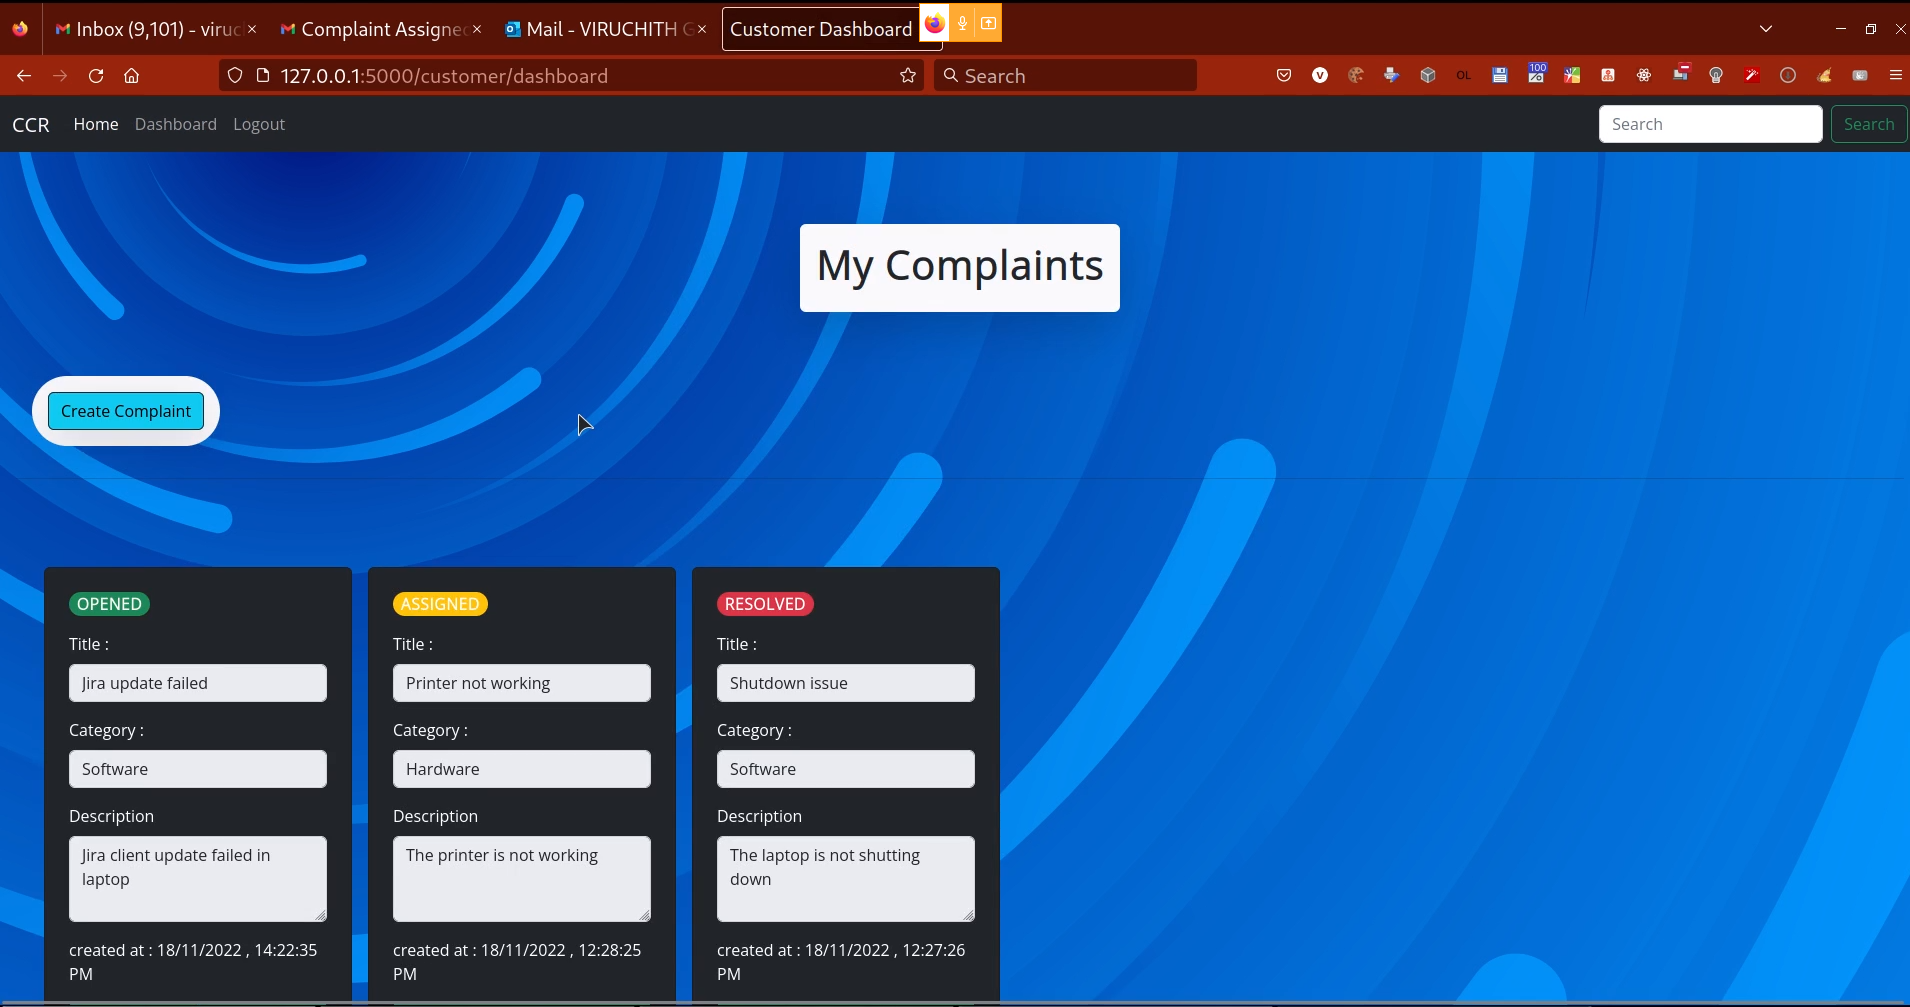 Inbox (9,101) - viruc
Complaint Assigned
Mail - VIRUCHITH G
Customer Dashboard
127.0.0.1:5000/customer/dashboard
Search
OL
100
CCR
Home
Dashboard
Logout
Search
Search
My Complaints
Create Complaint
OPENED
Title :
Jira update failed
Category :
Software
Description
Jira client update failed in
laptop
created at : 18/11/2022 , 14:22:35
PM
ASSIGNED
Title :
Printer not working
Category :
Hardware
Description
The printer is not working
created at : 18/11/2022 , 12:28:25
PM
RESOLVED
Title :
Shutdown issue
Category :
Software
Description
The laptop is not shutting
down
created at : 18/11/2022 , 12:27:26
PM